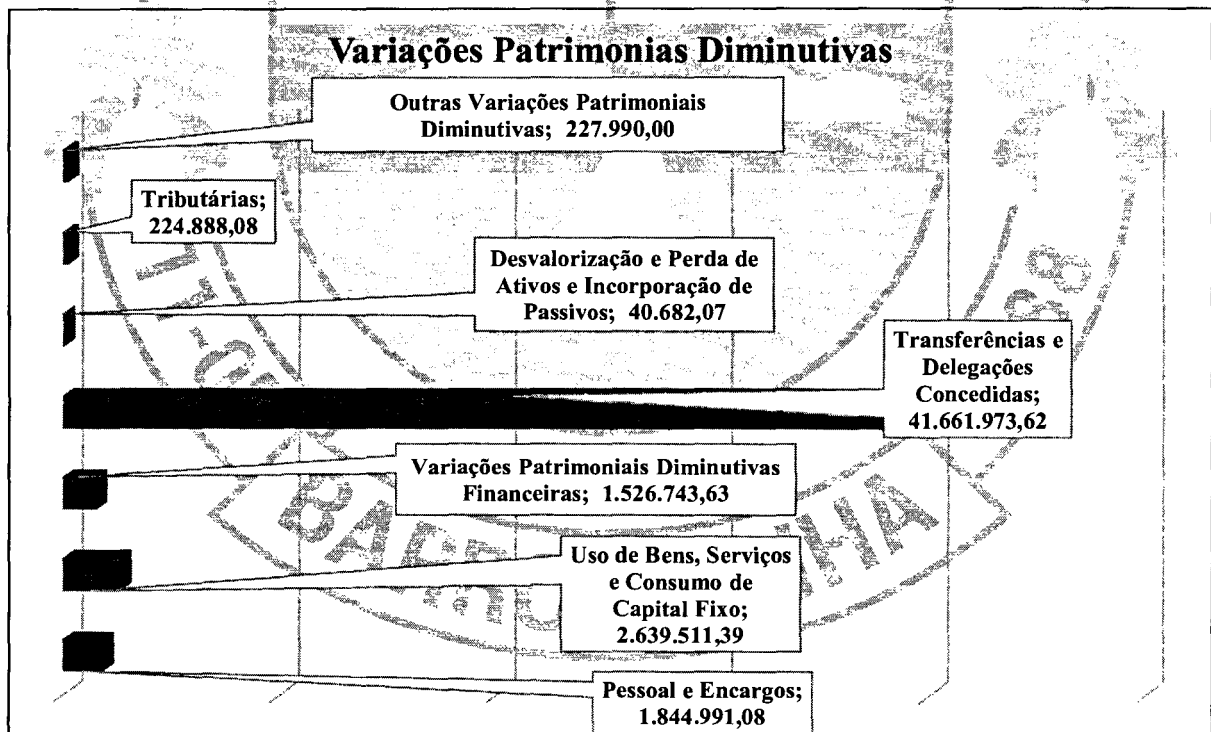 Variações Patrimonias Diminutivas
Outras Variações Patrimoniais
Diminutivas; 227.990,00
Tributárias;
224.888,08
Desvalorização e Perda de
Ativos e Incorporação de
Passivos; 40.682,07
Transferências e
Delegações
Concedidas;
41.661.973,62
Variações Patrimoniais Diminutivas
Financeiras; 1.526.743,63
Uso de Bens, Serviços
e Consumo de
Capital Fixo;
2.639.511,39
Pessoal e Encargos;
1.844.991,08